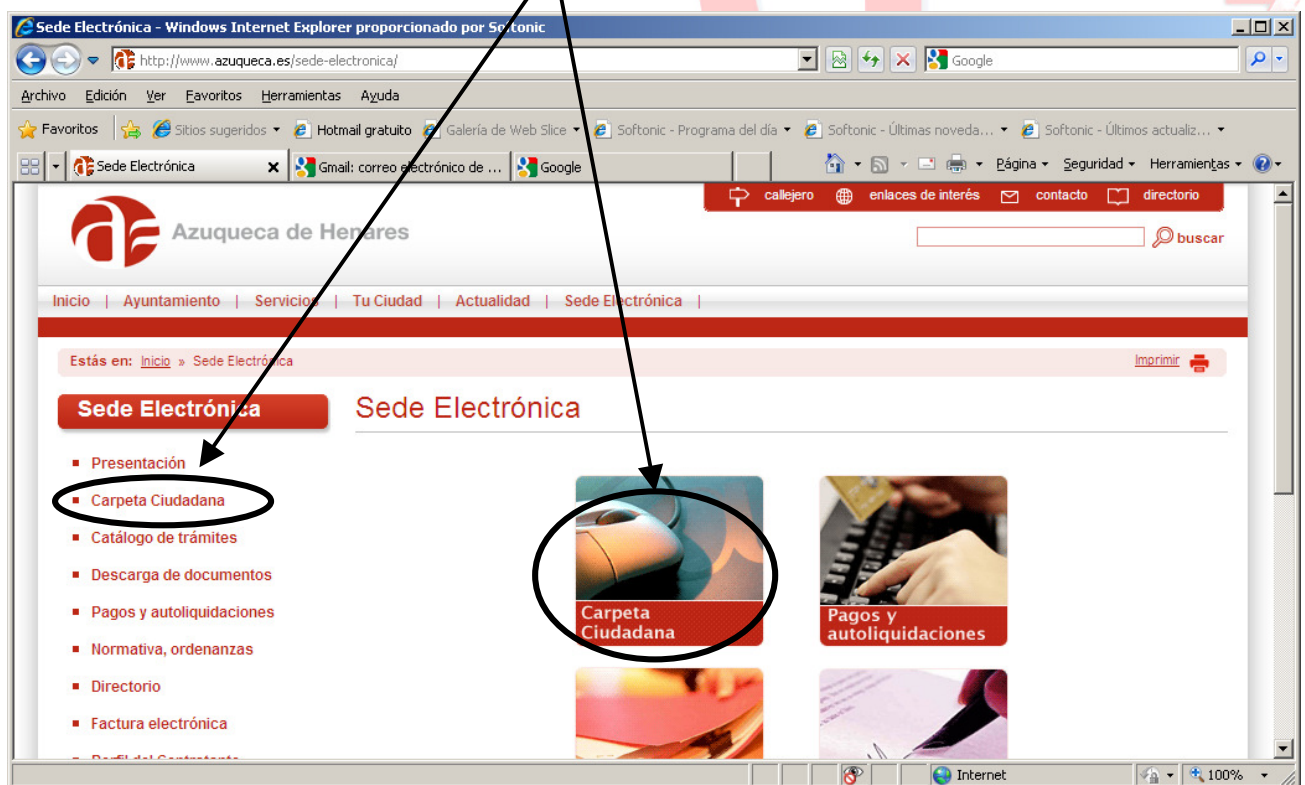 Sede Electrónica - Windows Internet Explorer proporcionado por Softonic
http://www.azuqueca.es/sede-electronica/
Google
Archivo Edición Ver Favoritos Herramientas Ayuda
Favoritos Sitios sugeridos Hotmail gratuito Galería de Web Slice Softonic - Programa del día Softonic - Últimas noveda... Softonic - Últimos actualiz...
Sede Electrónica Gmail: correo electrónico de ... Google Página Seguridad Herramientas
callejero enlaces de interés contacto directorio
Azuqueca de Henares
buscar
Inicio | Ayuntamiento | Servicios | Tu Ciudad | Actualidad | Sede Electrónica |
Estás en: Inicio » Sede Electrónica Imprimir
Sede Electrónica
Sede Electrónica
Presentación
Carpeta Ciudadana
Catálogo de trámites
Descarga de documentos
Pagos y autoliquidaciones
Normativa, ordenanzas
Directorio
Factura electrónica
Perfil del Contratante
Carpeta
Ciudadana
Pagos y
autoliquidaciones
Internet 100%